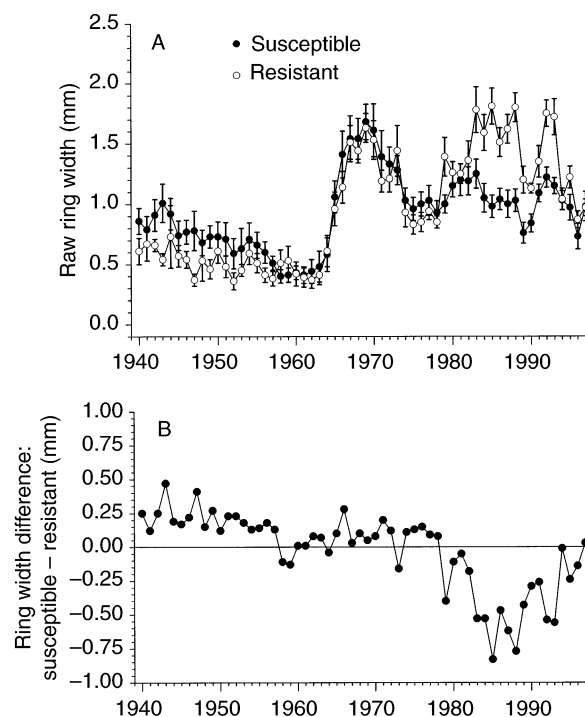 A
Susceptible
Resistant
Raw ring width (mm)
2.5
2.0
1.5
1.0
0.5
0.0
1940 1950 1960 1970 1980 1990
B
Ring width difference:
susceptible – resistant (mm)
1.00
0.75
0.50
0.25
0.00
−0.25
−0.50
−0.75
−1.00
1940 1950 1960 1970 1980 1990